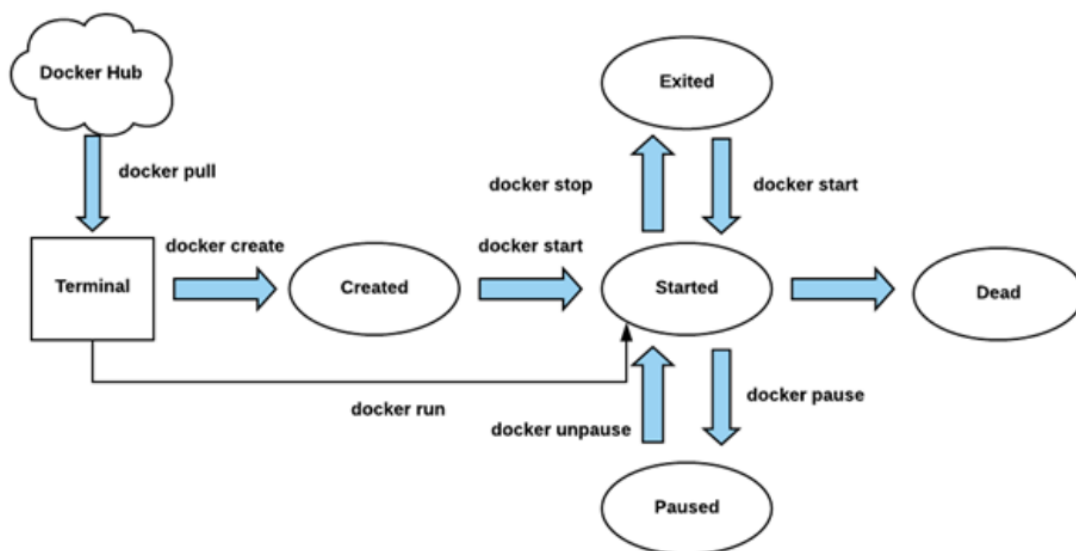 Docker Hub
Exited
docker pull
docker stop
docker start
docker create
docker start
Terminal
Created
Started
Dead
docker run
docker pause
docker unpause
Paused